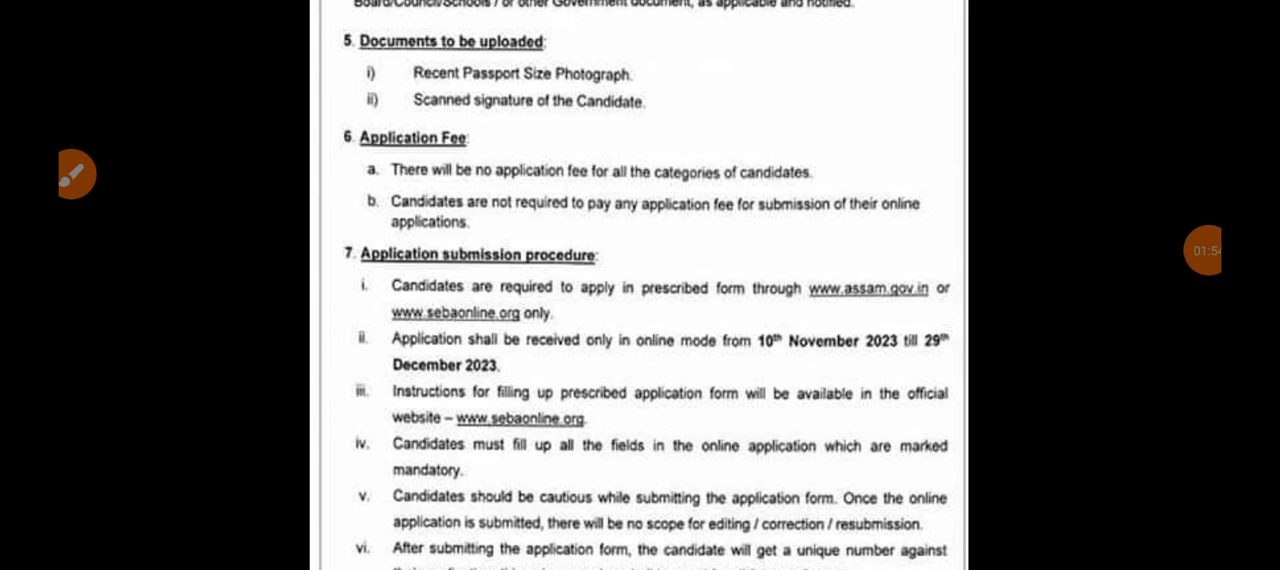 Board/Council/Schools / or other Government document, as applicable and notified.
5. Documents to be uploaded:
i) Recent Passport Size Photograph.
ii) Scanned signature of the Candidate.
6. Application Fee:
a. There will be no application fee for all the categories of candidates.
b. Candidates are not required to pay any application fee for submission of their online
applications.
7. Application submission procedure:
i. Candidates are required to apply in prescribed form through www.assam.gov.in or
www.sebaonline.org only.
ii. Application shall be received only in online mode from 10th November 2023 till 29th
December 2023.
iii. Instructions for filling up prescribed application form will be available in the official
website – www.sebaonline.org.
iv. Candidates must fill up all the fields in the online application which are marked
mandatory.
v. Candidates should be cautious while submitting the application form. Once the online
application is submitted, there will be no scope for editing / correction / resubmission.
vi. After submitting the application form, the candidate will get a unique number against
01:54